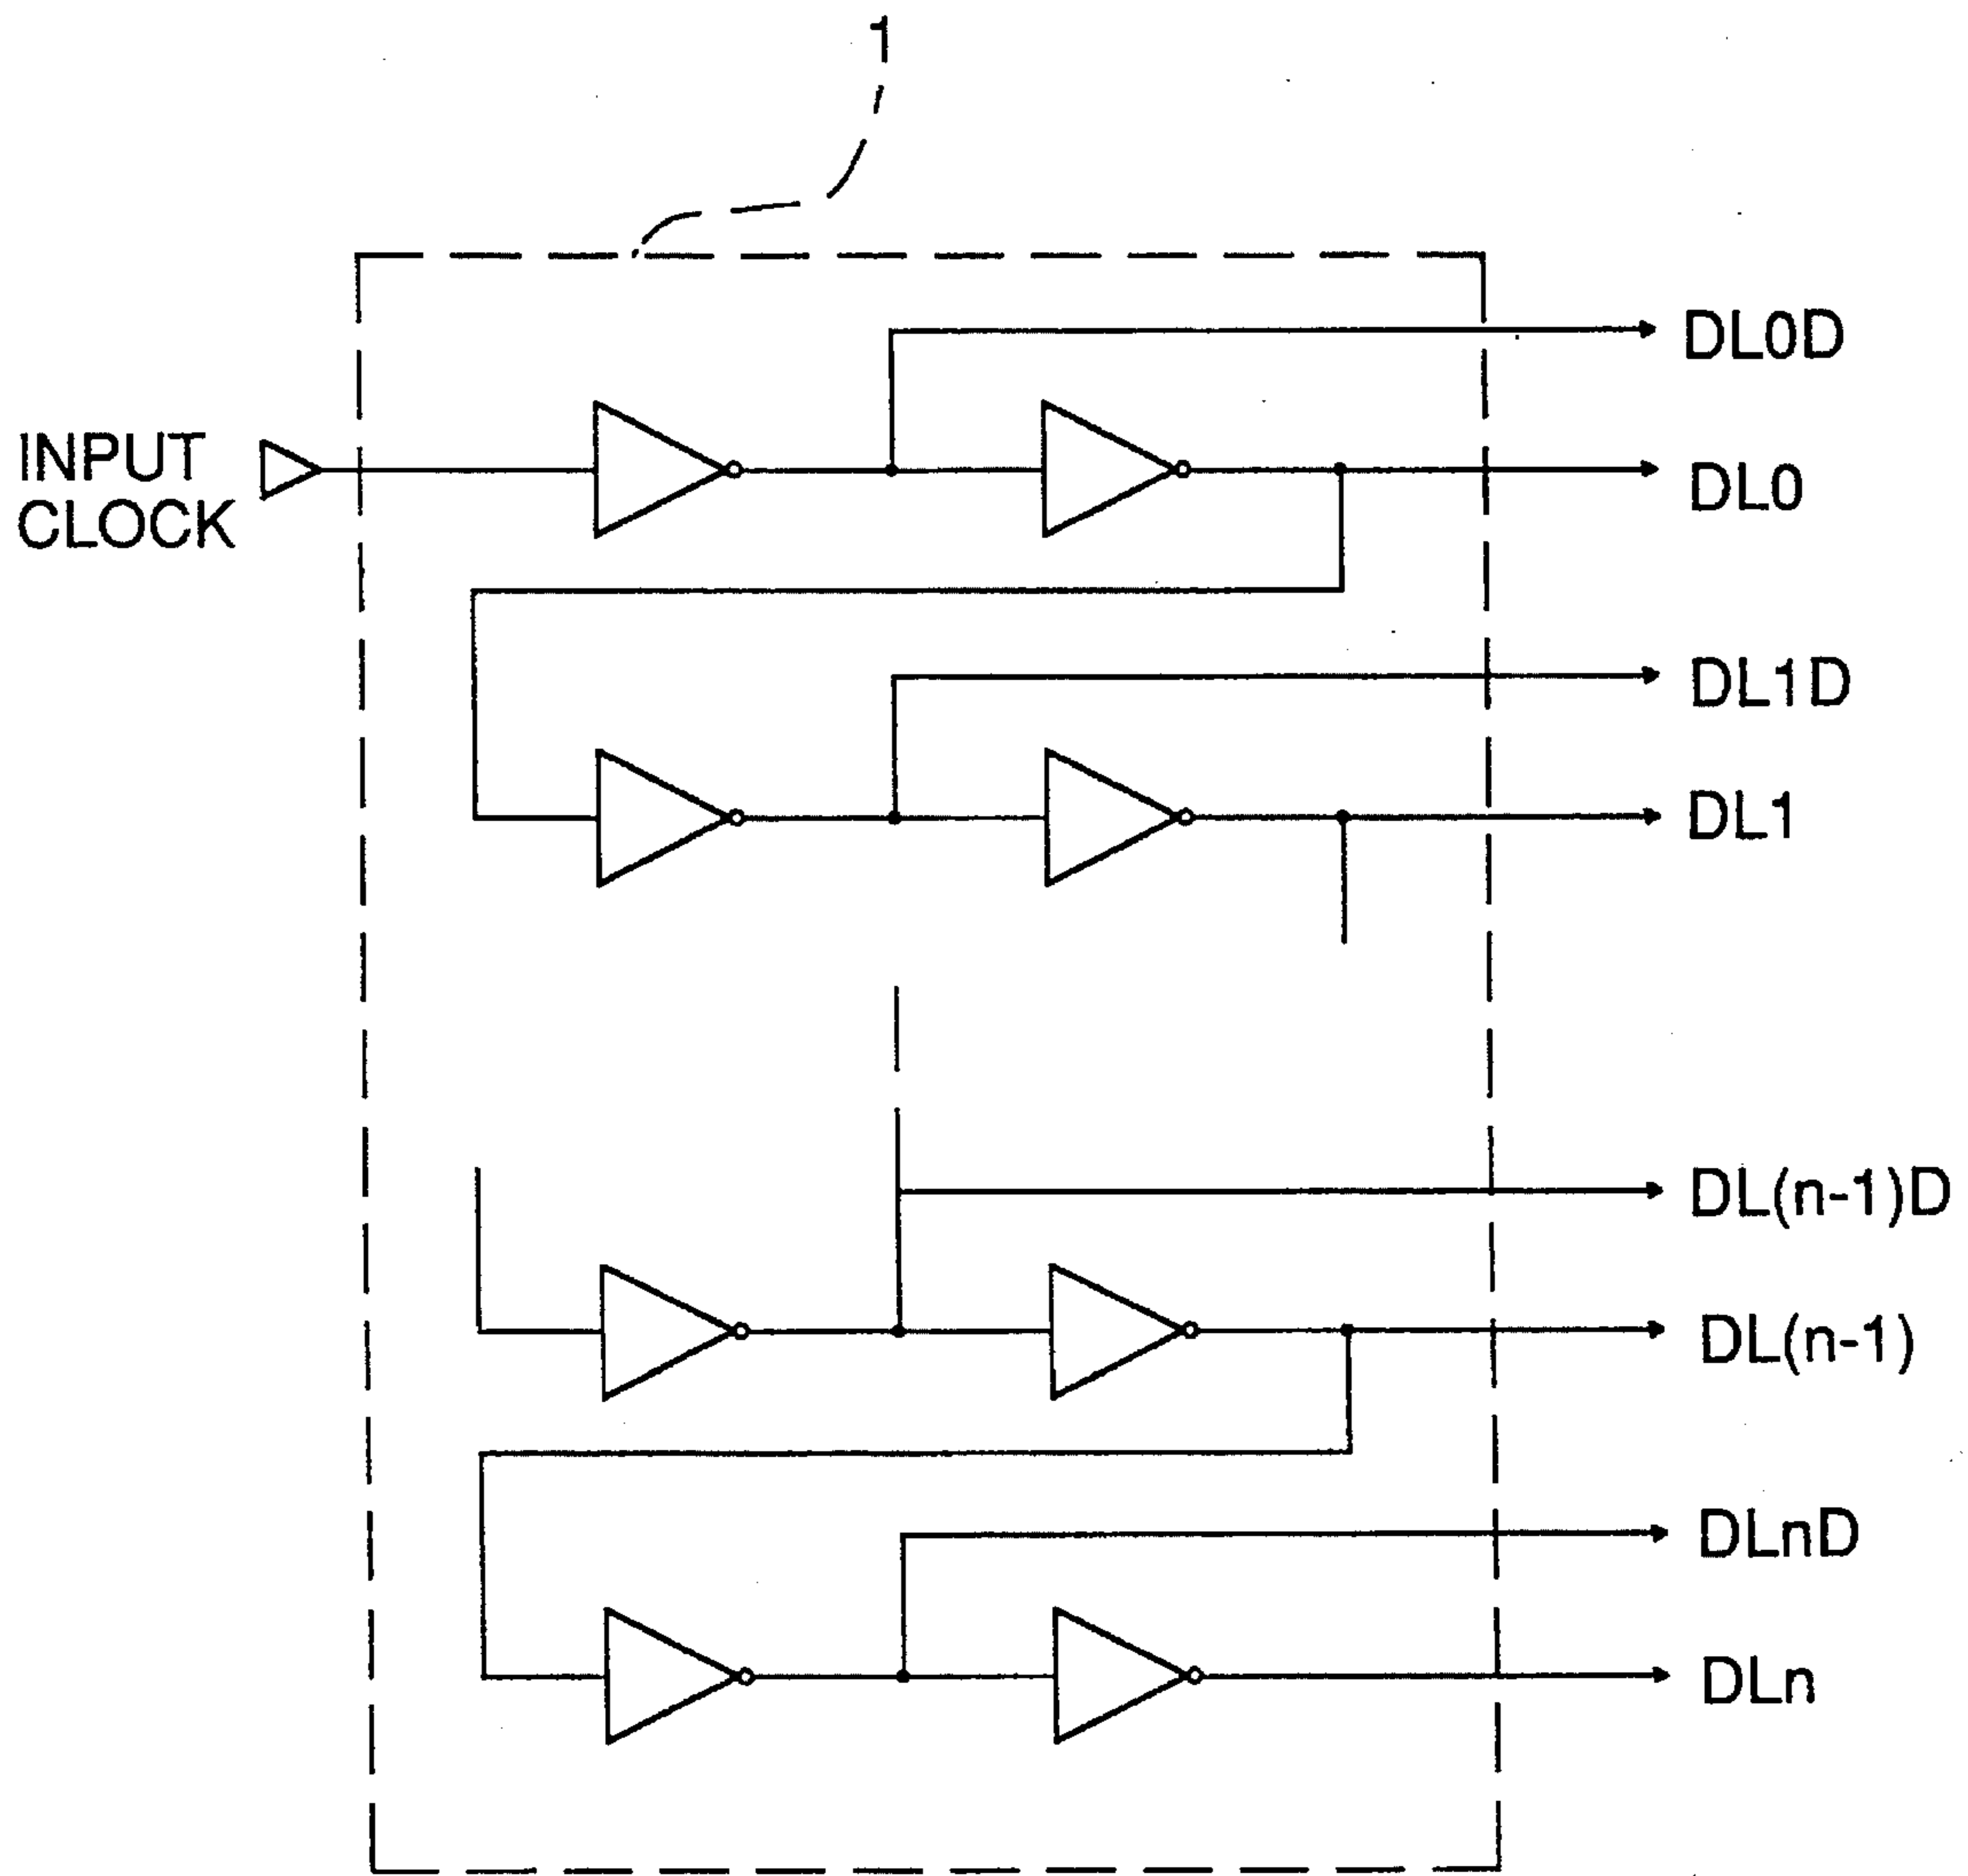 1
DL0D
INPUT
CLOCK
DL0
DL1D
DL1
DL(n-1)D
DL(n-1)
DLnD
DLn